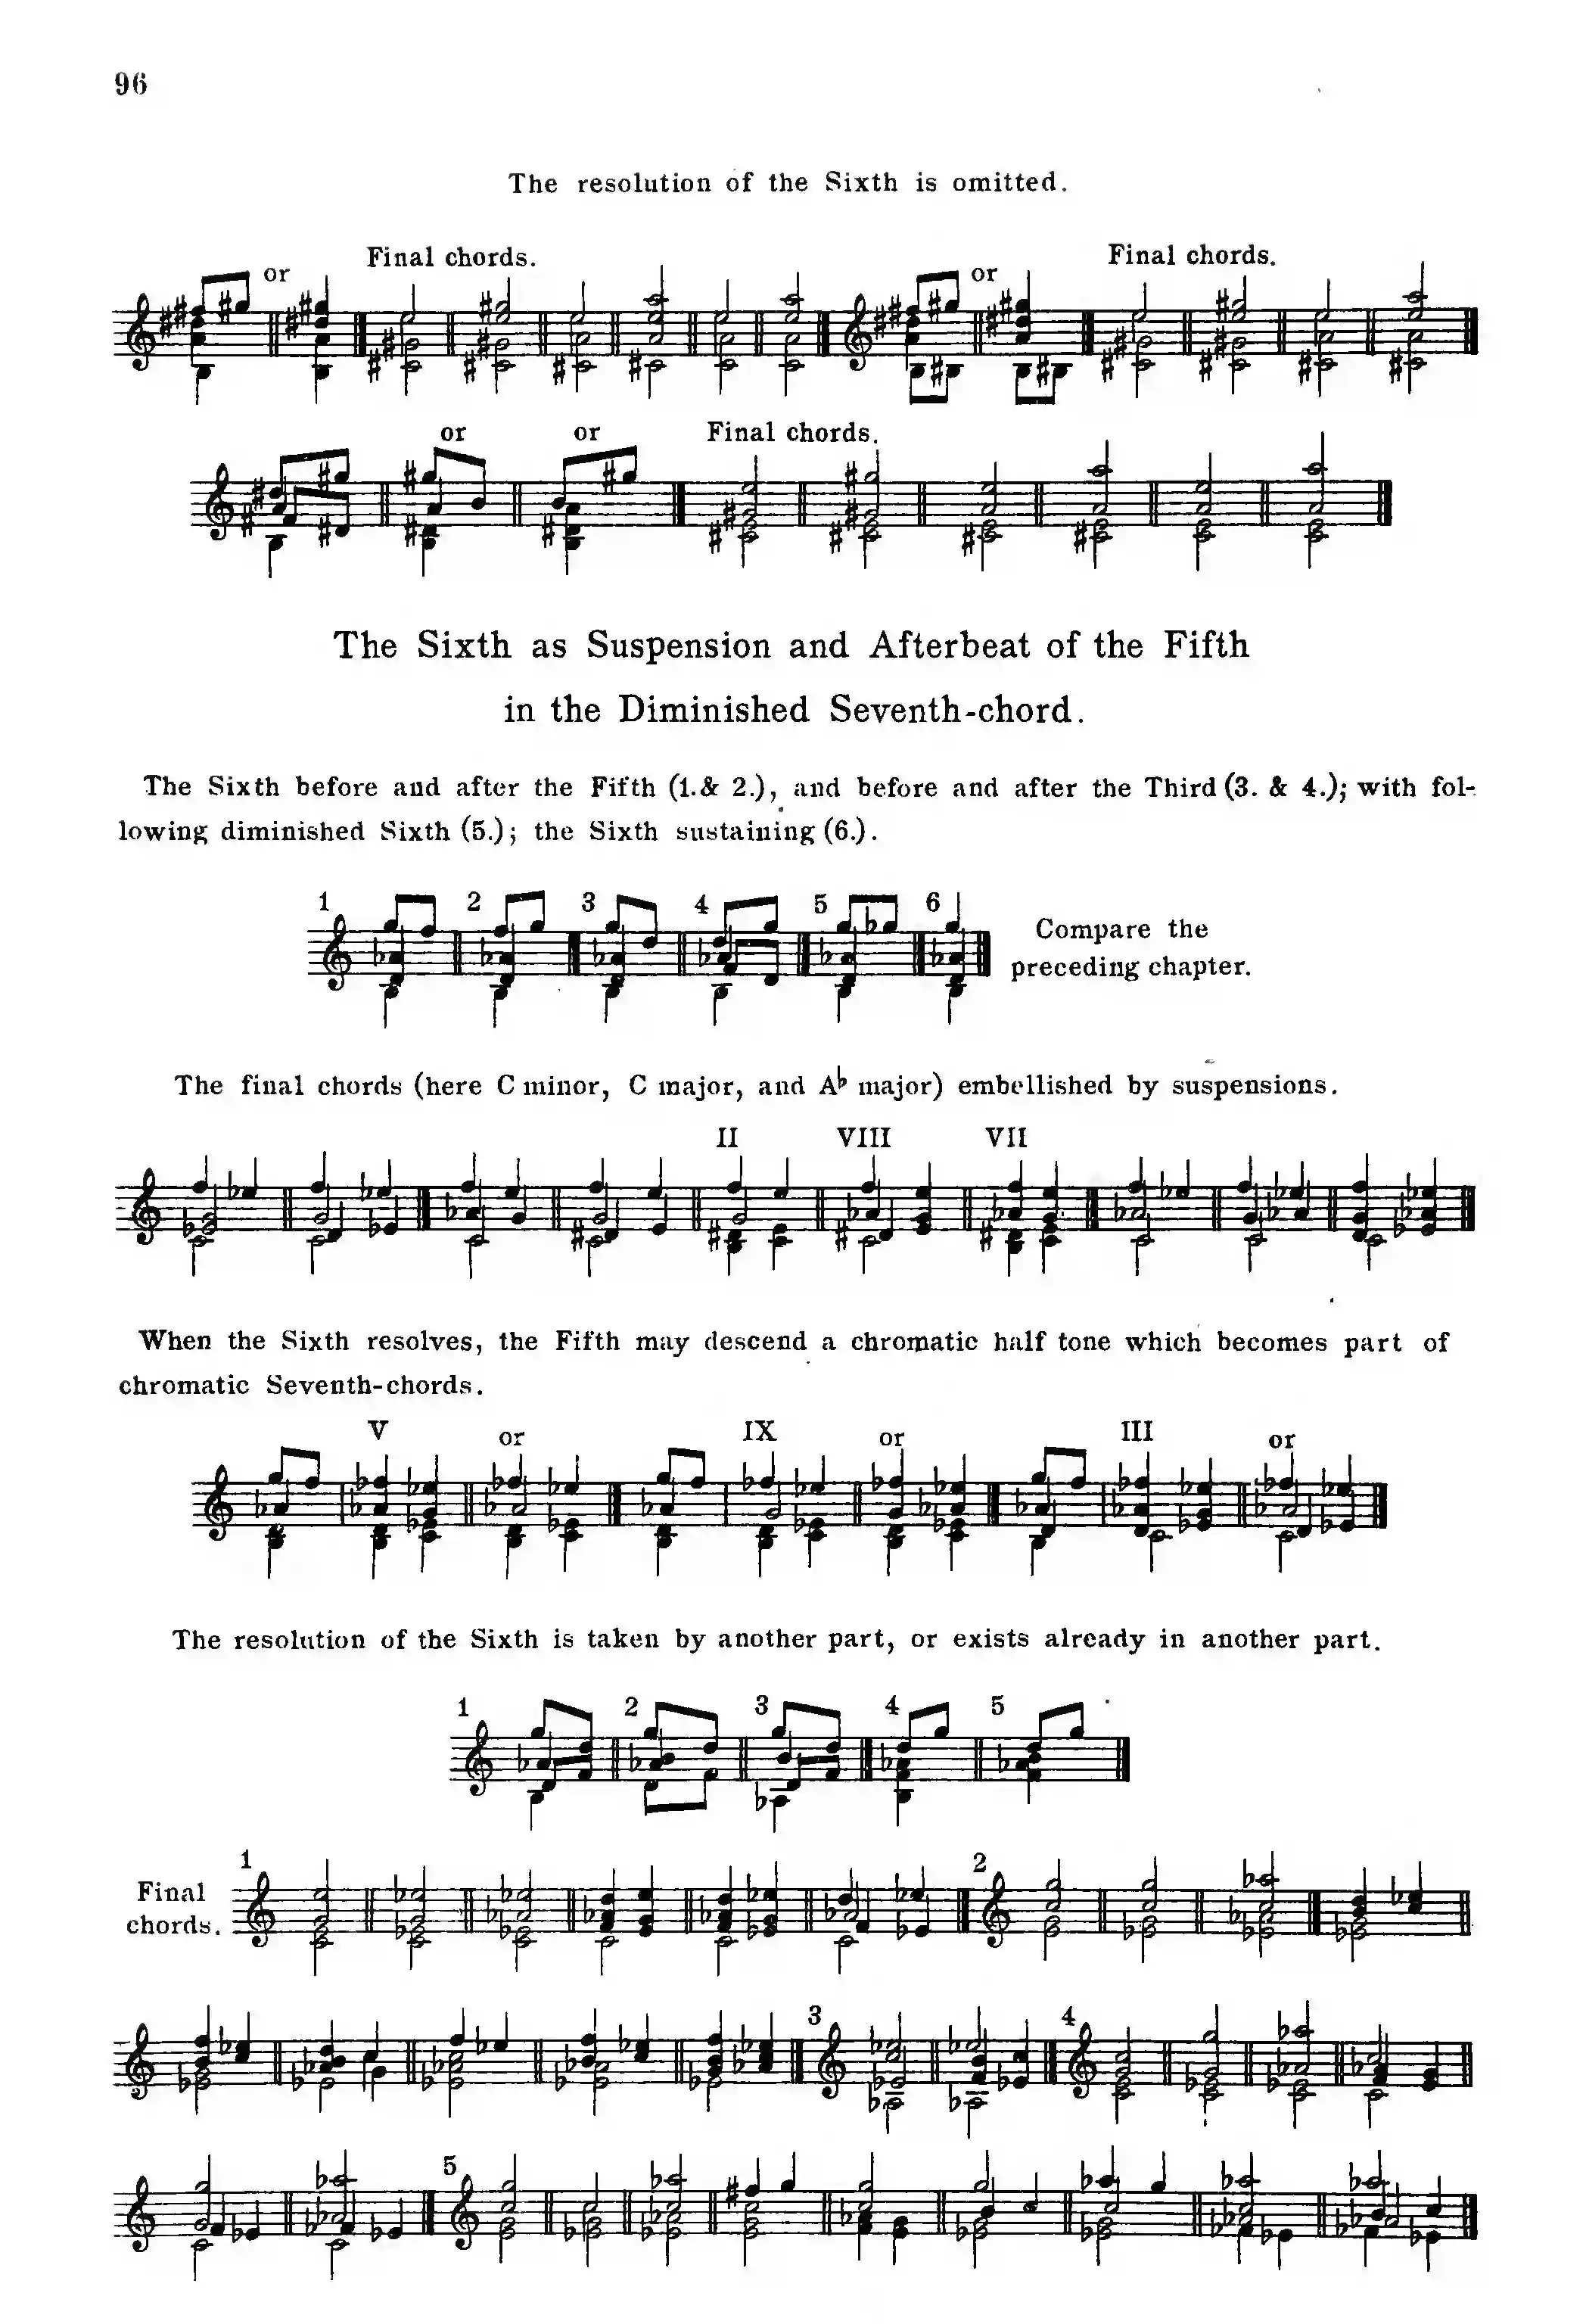 96
The resolution of the Sixth is omitted.
or Final chords. or Final chords.
or or Final chords.
The Sixth as Suspension and Afterbeat of the Fifth
in the Diminished Seventh-chord.
The Sixth before and after the Fifth (1.& 2.), and before and after the Third (3. & 4.); with fol-
lowing diminished Sixth (5.); the Sixth sustaining (6.).
1 2 3 4 5 6
Compare the
preceding chapter.
The final chords (here C minor, C major, and A♭ major) embellished by suspensions.
II VIII VII
When the Sixth resolves, the Fifth may descend a chromatic half tone which becomes part of
chromatic Seventh-chords.
V or IX or III or
The resolution of the Sixth is taken by another part, or exists already in another part.
1 2 3 4 5
1 2
Final
chords.
3 4
5